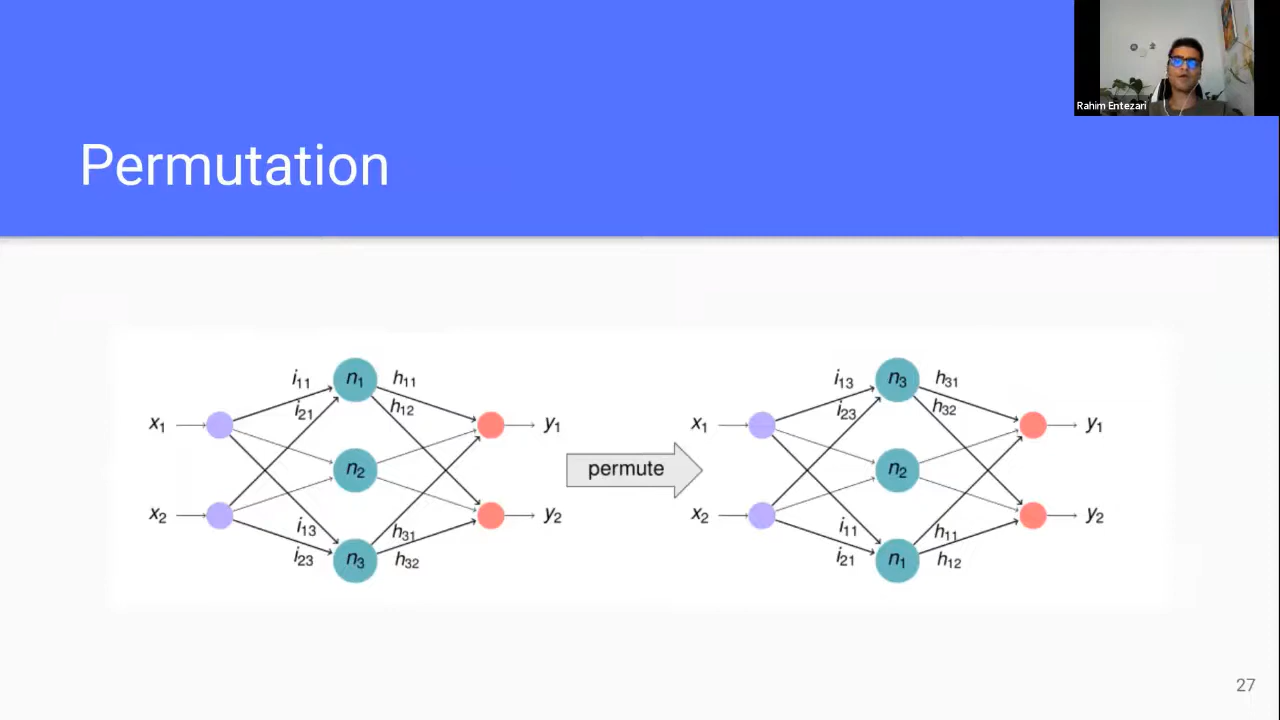 Rahim Entezari
Permutation
i11 n1 h11
i21 h12
x1 y1
n2
x2 y2
i13 h31
i23 n3 h32
permute
i13 n3 h31
i23 h32
x1 y1
n2
x2 y2
i11 h11
i21 n1 h12
27